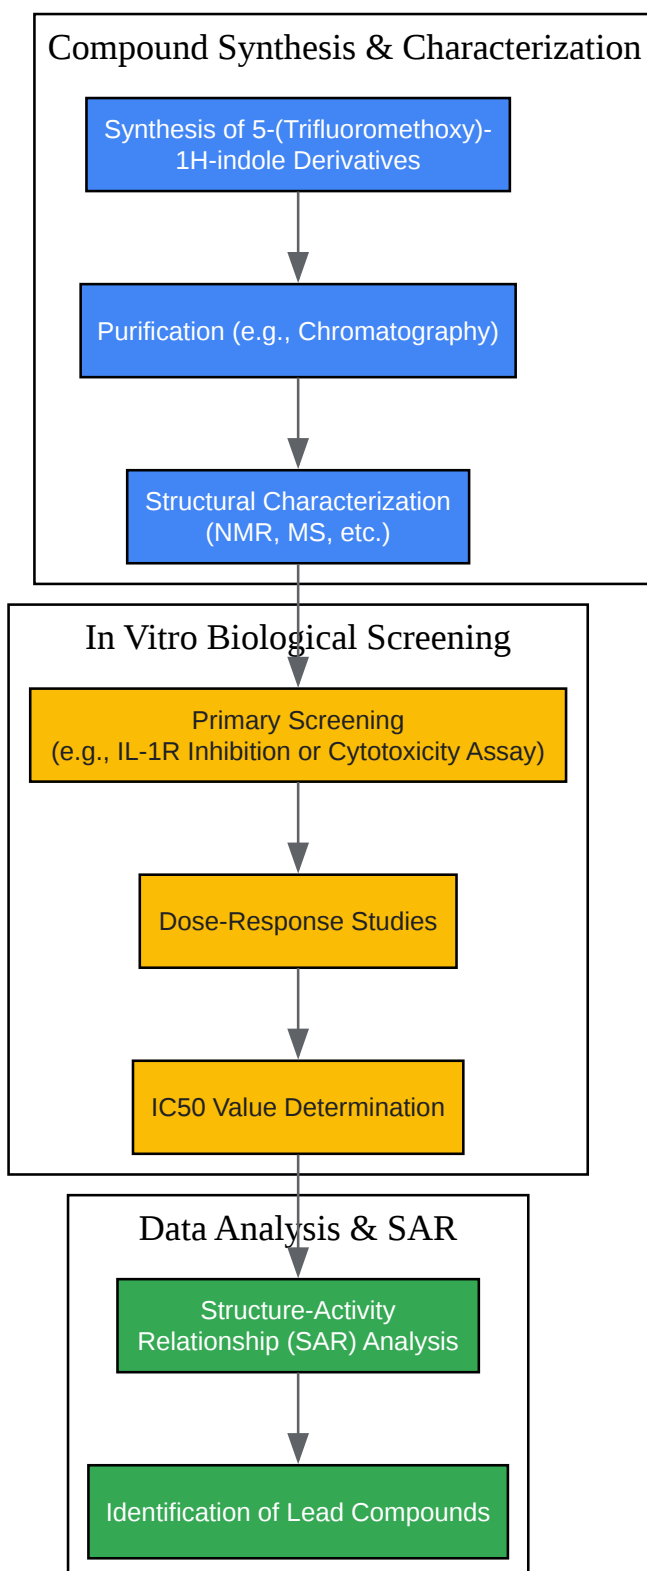 Compound Synthesis & Characterization
Synthesis of 5-(Trifluoromethoxy)-
1H-indole Derivatives
Purification (e.g., Chromatography)
Structural Characterization
(NMR, MS, etc.)
In Vitro Biological Screening
Primary Screening
(e.g., IL-1R Inhibition or Cytotoxicity Assay)
Dose-Response Studies
IC50 Value Determination
Data Analysis & SAR
Structure-Activity
Relationship (SAR) Analysis
Identification of Lead Compounds